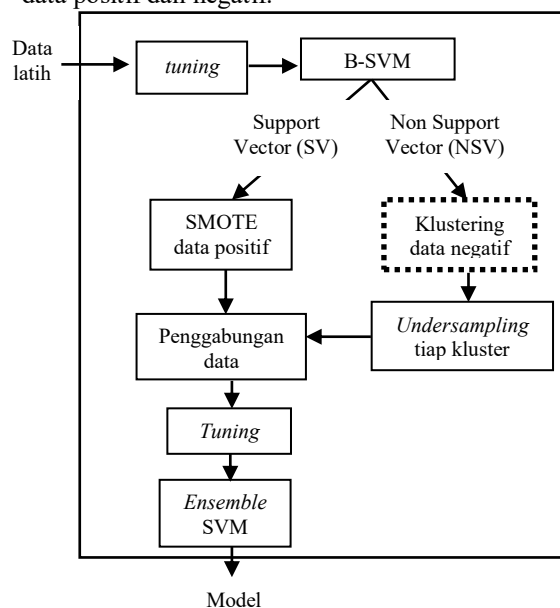 data positif dan negatif.
Data
latih
tuning
B-SVM
Support
Vector (SV)
Non Support
Vector (NSV)
SMOTE
data positif
Klustering
data negatif
Penggabungan
data
Undersampling
tiap kluster
Tuning
Ensemble
SVM
Model